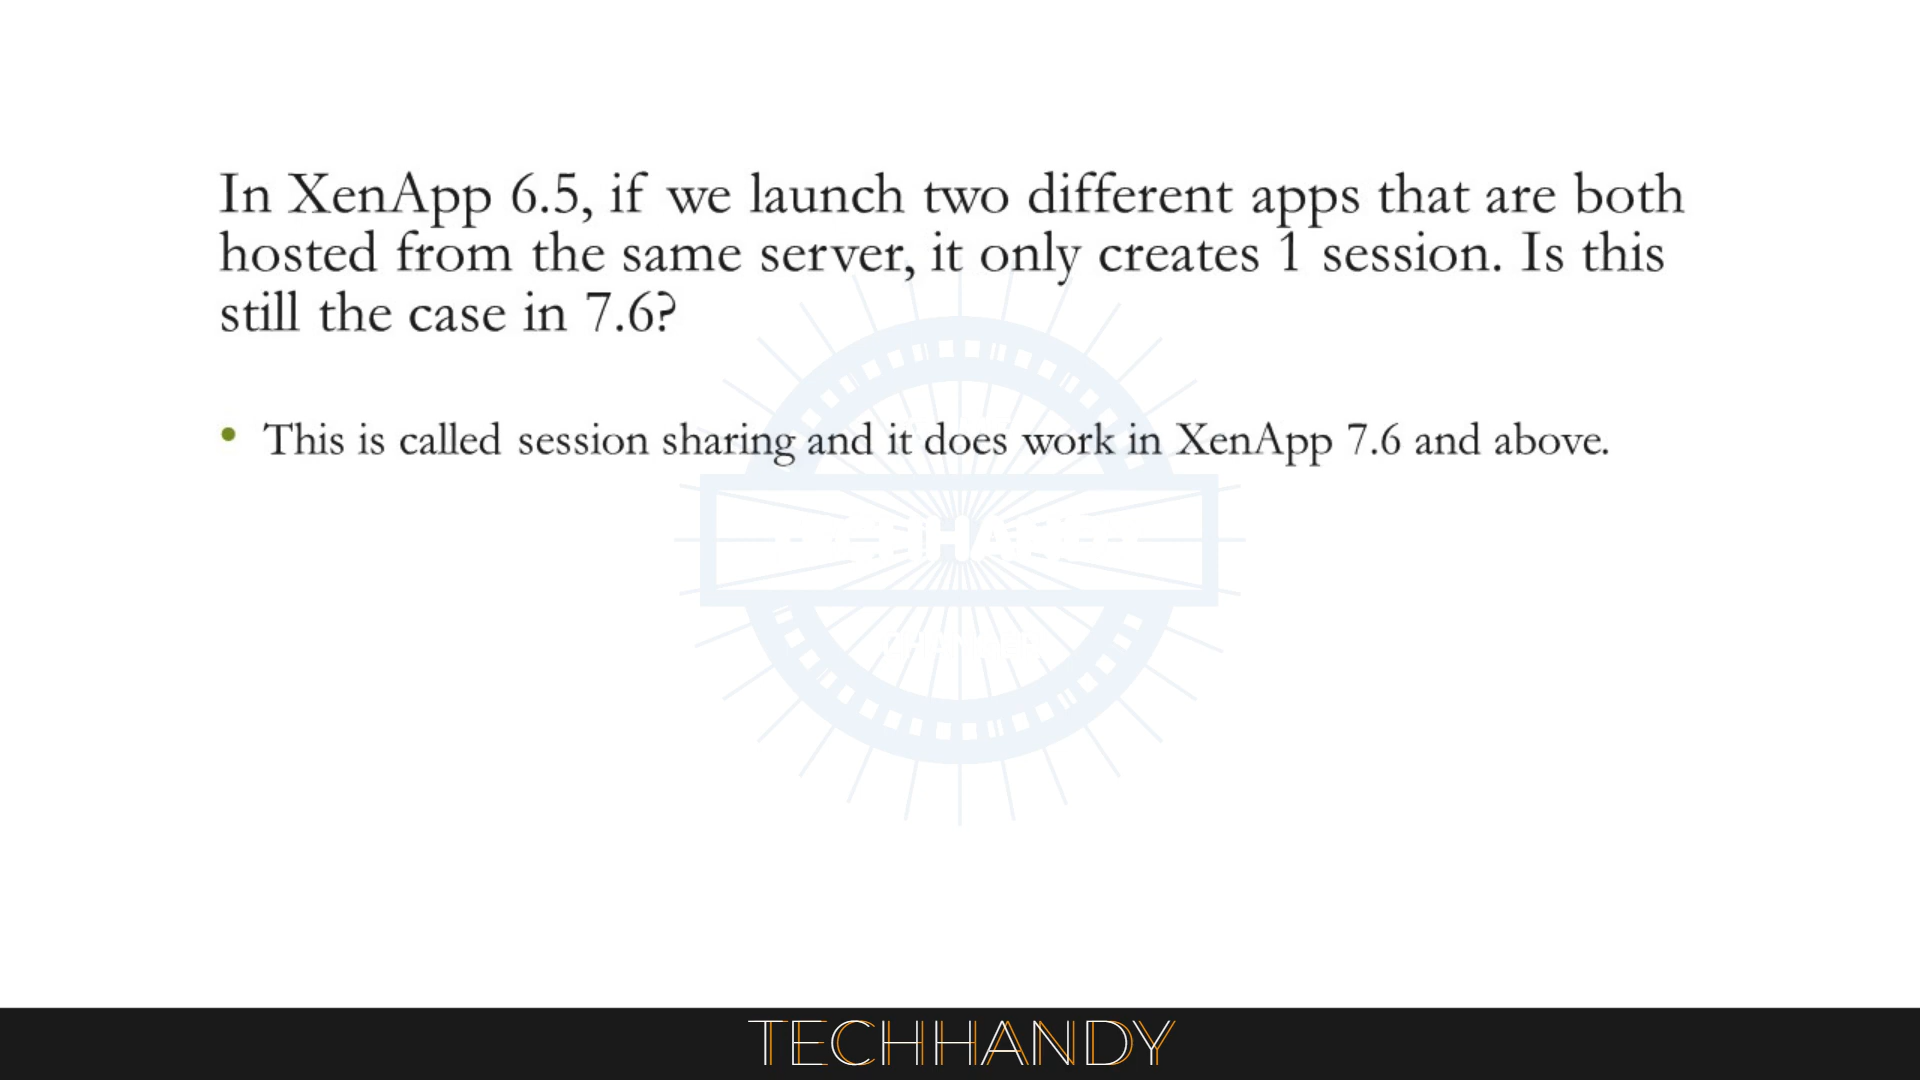 In XenApp 6.5, if we launch two different apps that are both
hosted from the same server, it only creates 1 session. Is this
still the case in 7.6?
• This is called session sharing and it does work in XenApp 7.6 and above.
TECHHANDY